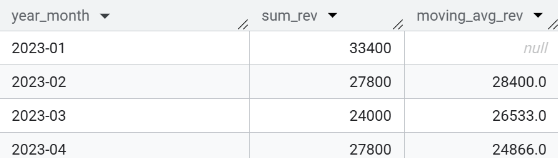 year_month sum_rev moving_avg_rev
2023-01 33400 null
2023-02 27800 28400.0
2023-03 24000 26533.0
2023-04 27800 24866.0